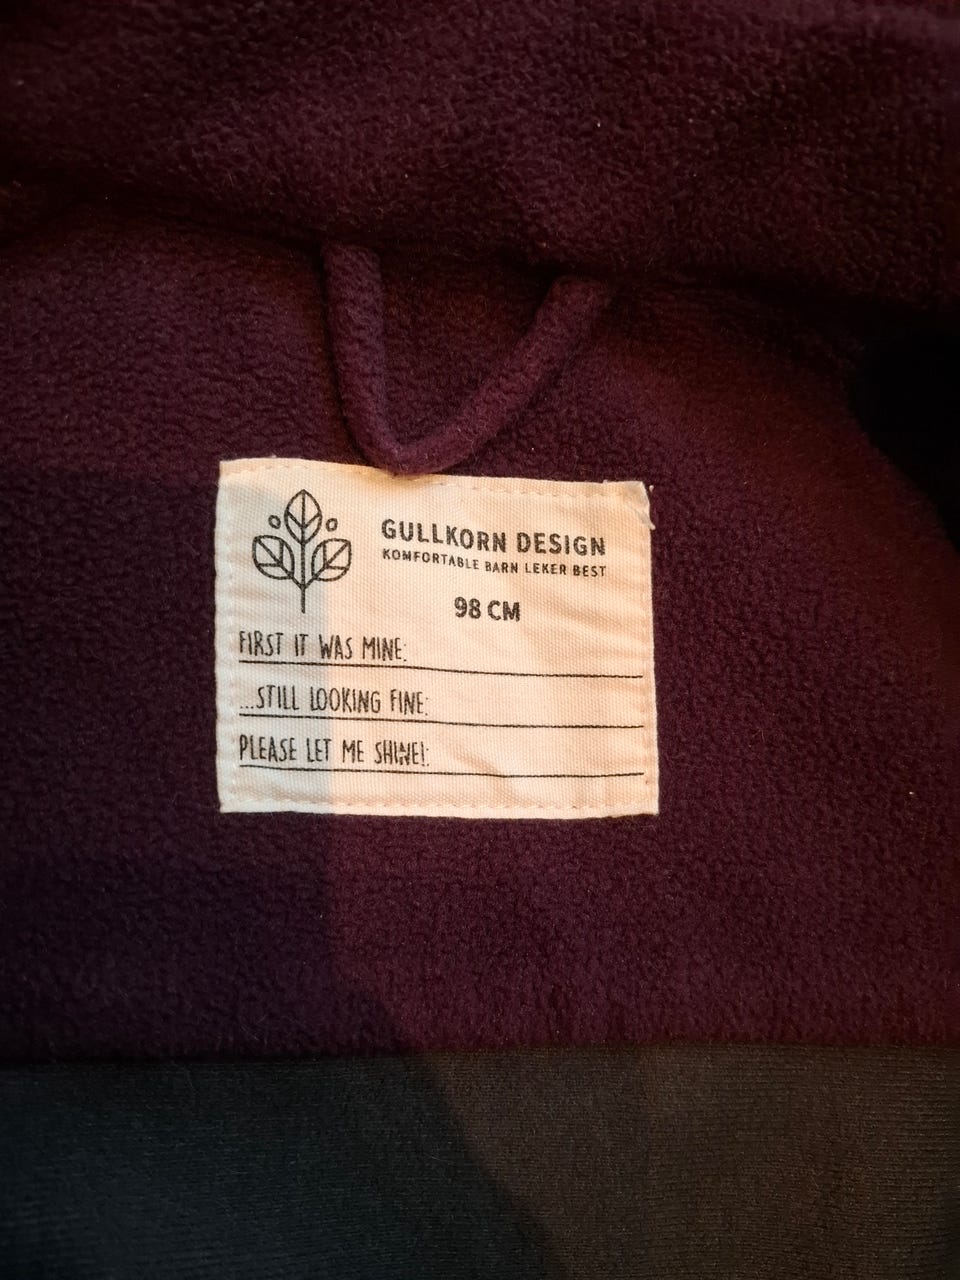 GULLKORN DESIGN
KOMFORTABLE BARN LEKER BEST
98 CM
FIRST IT WAS MINE:
...STILL LOOKING FINE:
PLEASE LET ME SHINE!: